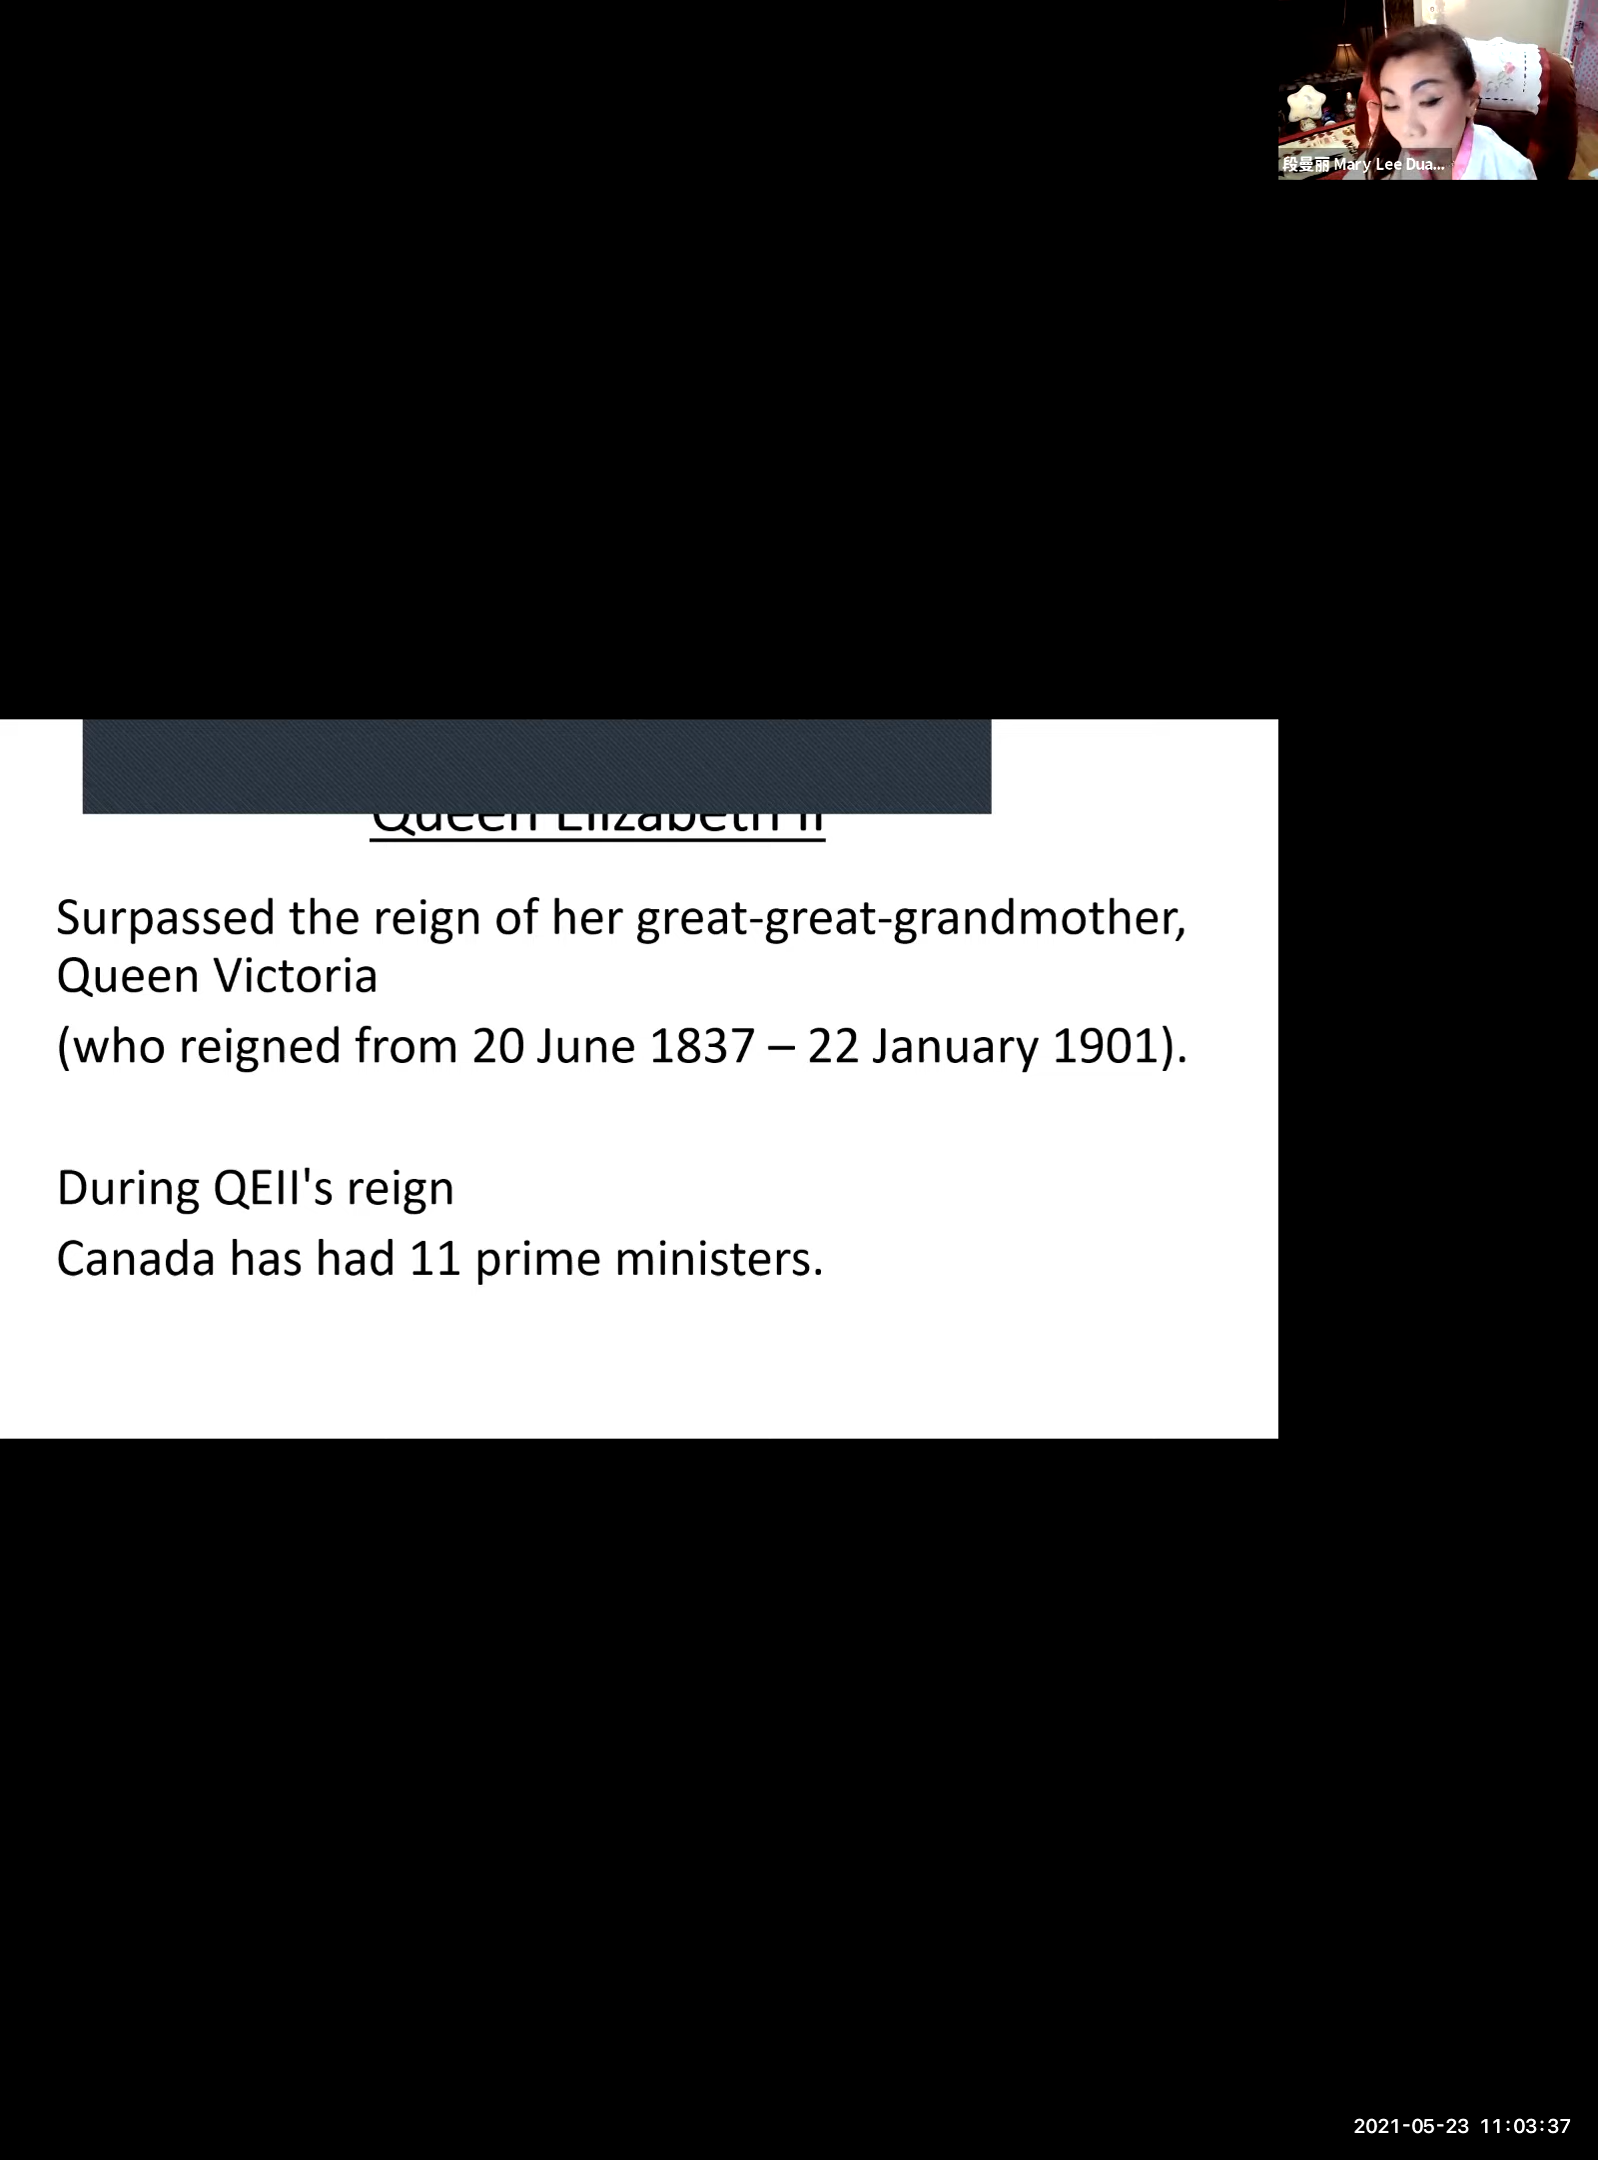 段曼丽 Mary Lee Dua...
Queen Elizabeth II
Surpassed the reign of her great-great-grandmother,
Queen Victoria
(who reigned from 20 June 1837 – 22 January 1901).
During QEII's reign
Canada has had 11 prime ministers.
2021-05-23 11:03:37